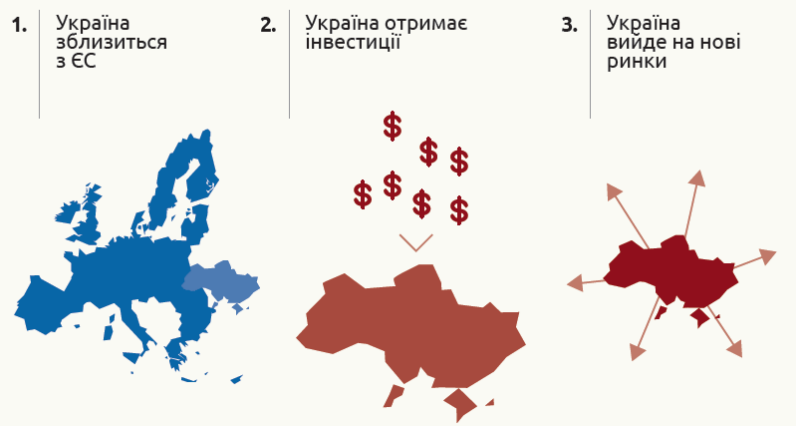 1. Україна
зблизиться
з ЄС
2. Україна отримає
інвестиції
$
$
$
$
$
$
$
3. Україна
вийде на нові
ринки